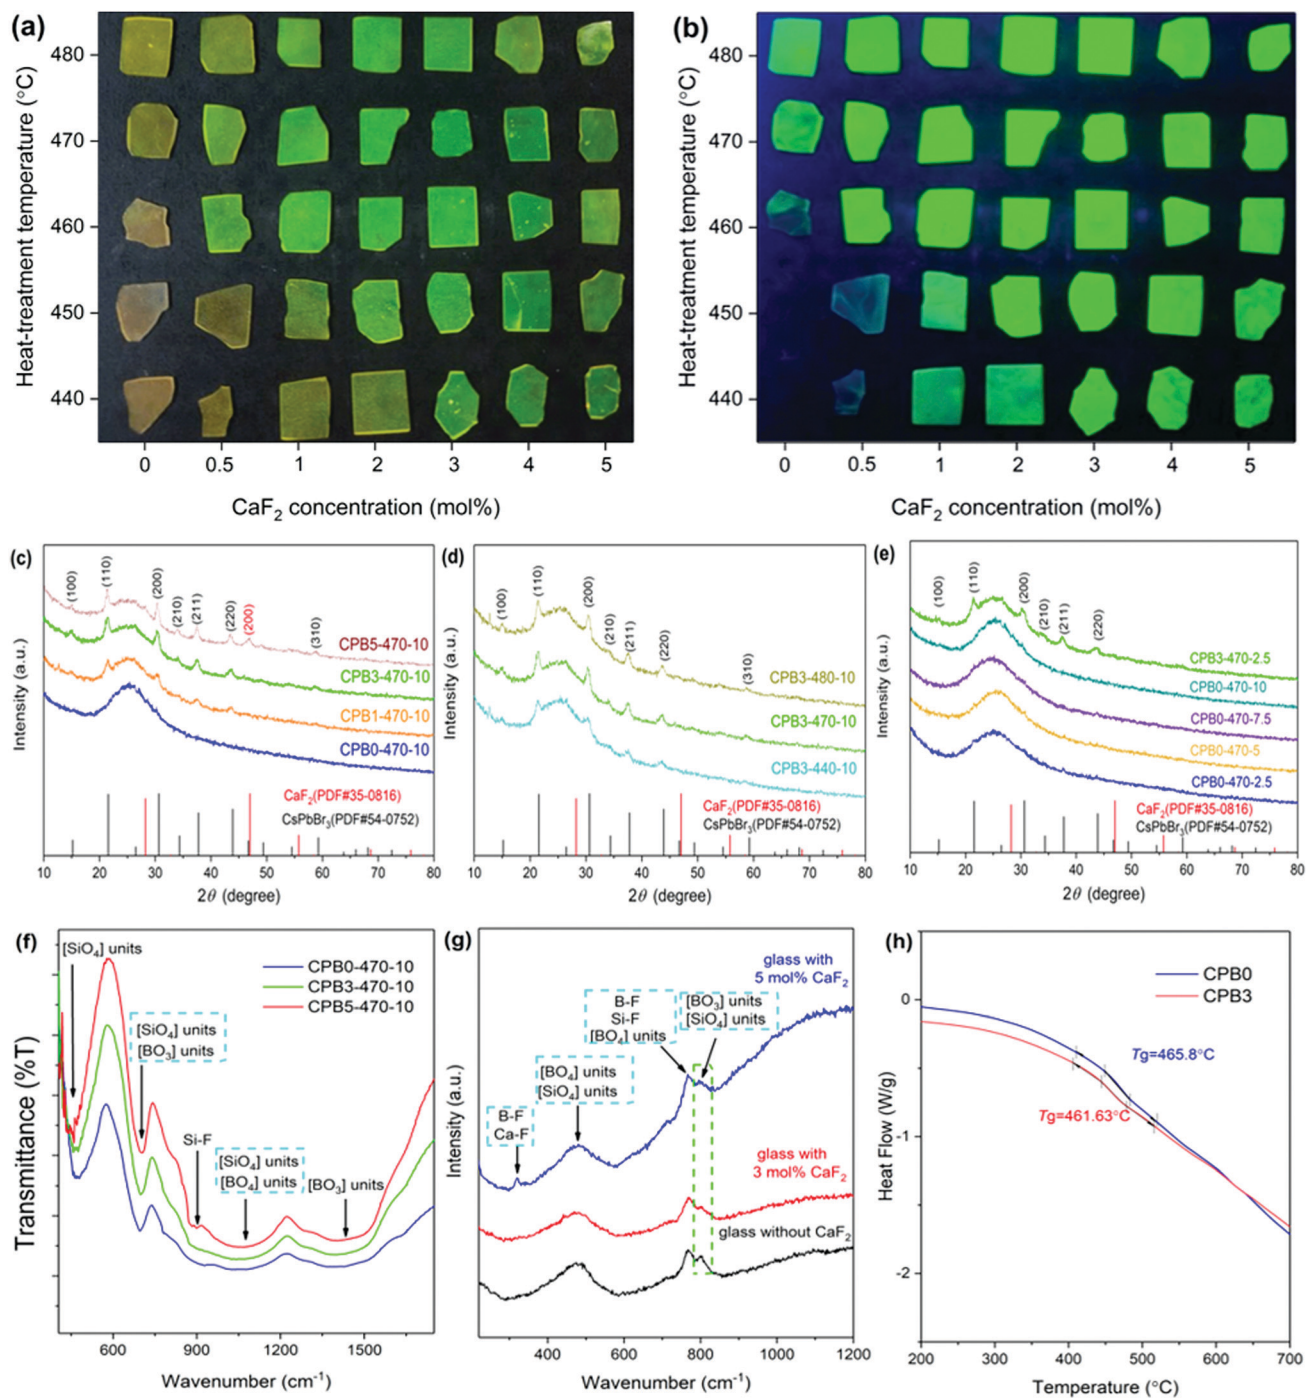 (a)
Heat-treatment temperature (°C)
480
470
460
450
440
0 0.5 1 2 3 4 5
CaF₂ concentration (mol%)
(b)
Heat-treatment temperature (°C)
480
470
460
450
440
0 0.5 1 2 3 4 5
CaF₂ concentration (mol%)
(c)
Intensity (a.u.)
(100) (110) (200) (210) (211) (220) (200) (310)
CPB5-470-10
CPB3-470-10
CPB1-470-10
CPB0-470-10
CaF₂(PDF#35-0816)
CsPbBr₃(PDF#54-0752)
10 20 30 40 50 60 70 80
2θ (degree)
(d)
Intensity (a.u.)
(100) (110) (200) (210) (211) (220) (310)
CPB3-480-10
CPB3-470-10
CPB3-440-10
CaF₂(PDF#35-0816)
CsPbBr₃(PDF#54-0752)
10 20 30 40 50 60 70 80
2θ (degree)
(e)
Intensity (a.u.)
(100) (110) (200) (210) (211) (220)
CPB3-470-2.5
CPB0-470-10
CPB0-470-7.5
CPB0-470-5
CPB0-470-2.5
CaF₂(PDF#35-0816)
CsPbBr₃(PDF#54-0752)
10 20 30 40 50 60 70 80
2θ (degree)
(f)
Transmittance (%T)
[SiO₄] units
CPB0-470-10
CPB3-470-10
CPB5-470-10
[SiO₄] units
[BO₃] units
Si-F
[SiO₄] units
[BO₄] units
[BO₃] units
600 900 1200 1500
Wavenumber (cm⁻¹)
(g)
Intensity (a.u.)
glass with
5 mol% CaF₂
B-F
Si-F
[BO₄] units
[BO₃] units
[SiO₄] units
[BO₄] units
[SiO₄] units
B-F
Ca-F
glass with
3 mol% CaF₂
glass without CaF₂
400 600 800 1000 1200
Wavenumber (cm⁻¹)
(h)
Heat Flow (W/g)
CPB0
CPB3
0
-1
-2
Tg=465.8°C
Tg=461.63°C
200 300 400 500 600 700
Temperature (°C)